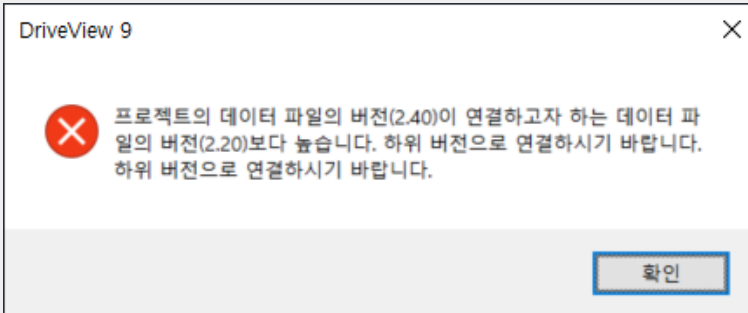 DriveView 9
프로젝트의 데이터 파일의 버전(2.40)이 연결하고자 하는 데이터 파
일의 버전(2.20)보다 높습니다. 하위 버전으로 연결하시기 바랍니다.
하위 버전으로 연결하시기 바랍니다.
확인